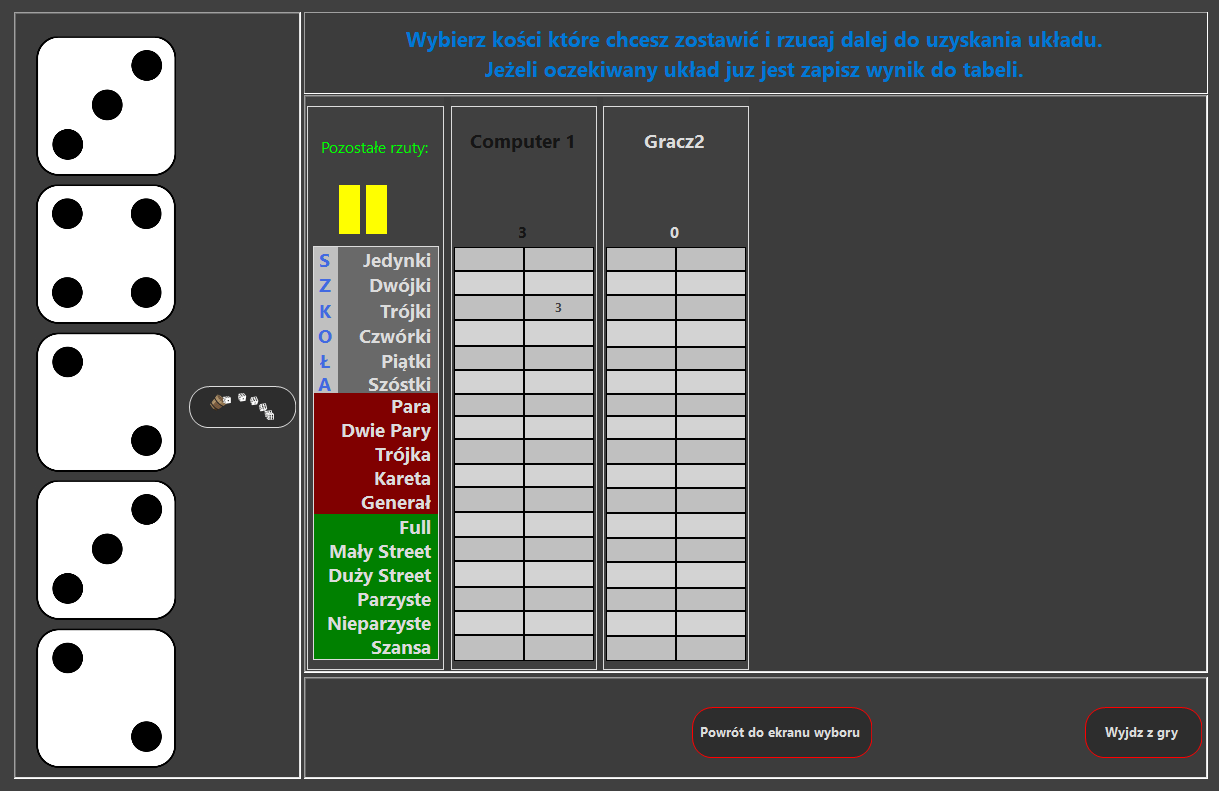 Wybierz kości które chcesz zostawić i rzucaj dalej do uzyskania układu.
Jeżeli oczekiwany układ juz jest zapisz wynik do tabeli.
Pozostałe rzuty:
Computer 1
Gracz2
3
0
S Jedynki
Z Dwójki
K Trójki 3
O Czwórki
Ł Piątki
A Szóstki
Para
Dwie Pary
Trójka
Kareta
Generał
Full
Mały Street
Duży Street
Parzyste
Nieparzyste
Szansa
Powrót do ekranu wyboru
Wyjdz z gry